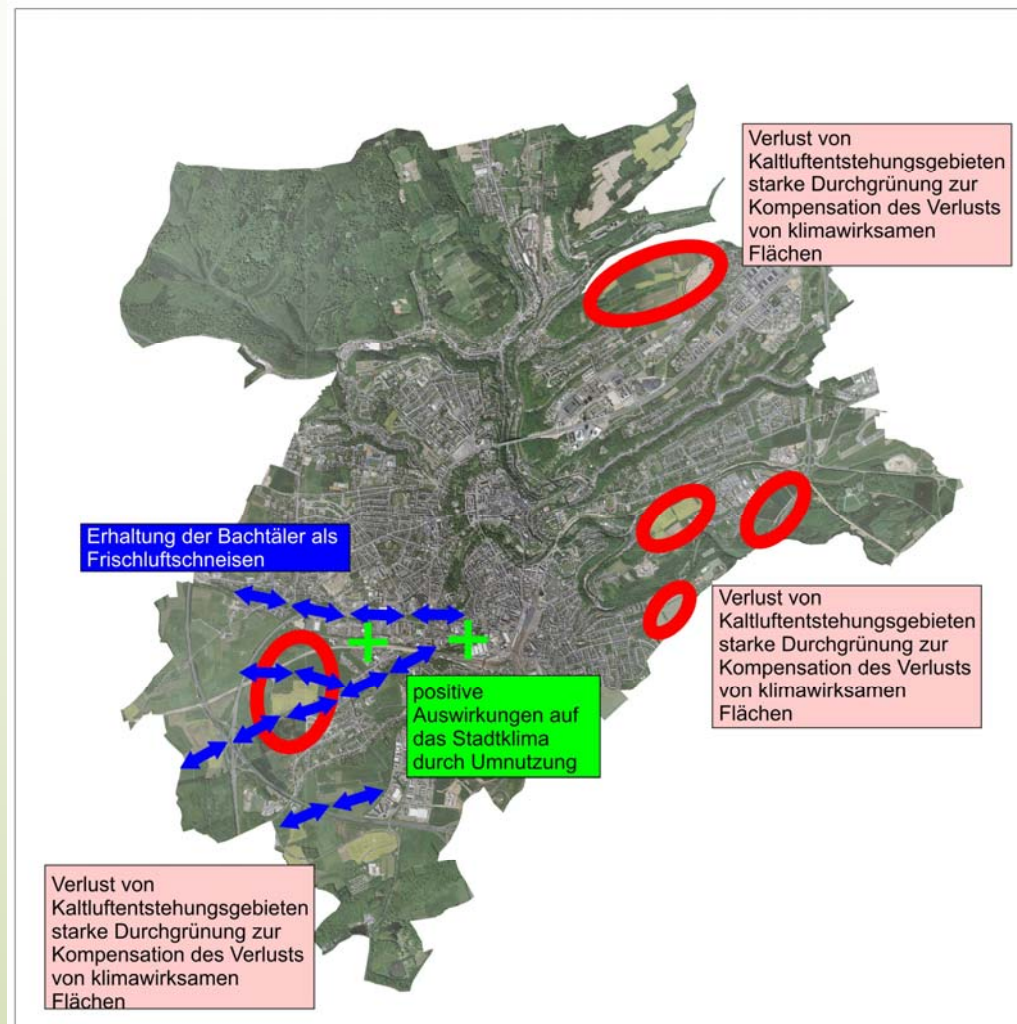 Verlust von
Kaltluftentstehungsgebieten
starke Durchgrünung zur
Kompensation des Verlusts
von klimawirksamen
Flächen
Erhaltung der Bachtäler als
Frischluftschneisen
Verlust von
Kaltluftentstehungsgebieten
starke Durchgrünung zur
Kompensation des Verlusts
von klimawirksamen
Flächen
positive
Auswirkungen auf
das Stadtklima
durch Umnutzung
Verlust von
Kaltluftentstehungsgebieten
starke Durchgrünung zur
Kompensation des Verlusts
von klimawirksamen
Flächen